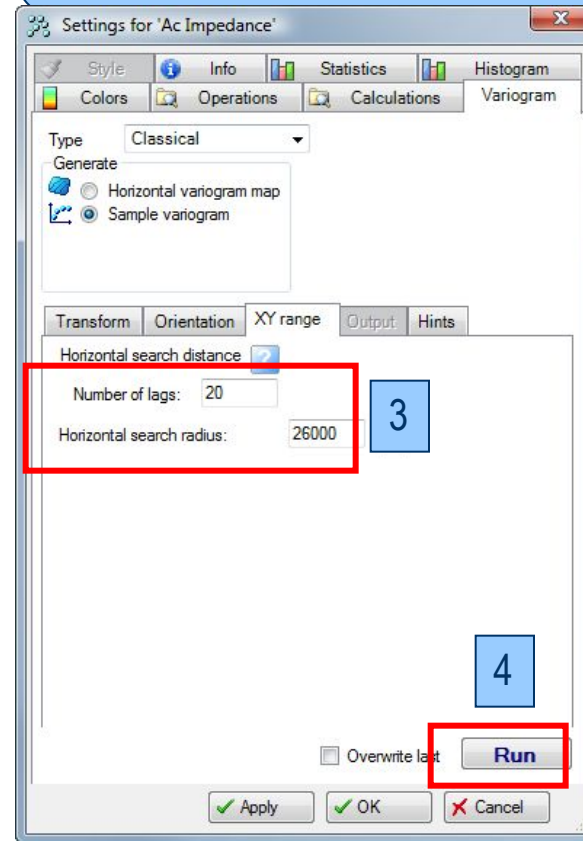 Settings for 'Ac Impedance'
X
Style Info Statistics Histogram
Colors Operations Calculations Variogram
Type Classical
Generate
Horizontal variogram map
Sample variogram
Transform Orientation XY range Output Hints
Horizontal search distance ?
Number of lags: 20
Horizontal search radius: 26000
3
4
Overwrite last Run
Apply OK Cancel